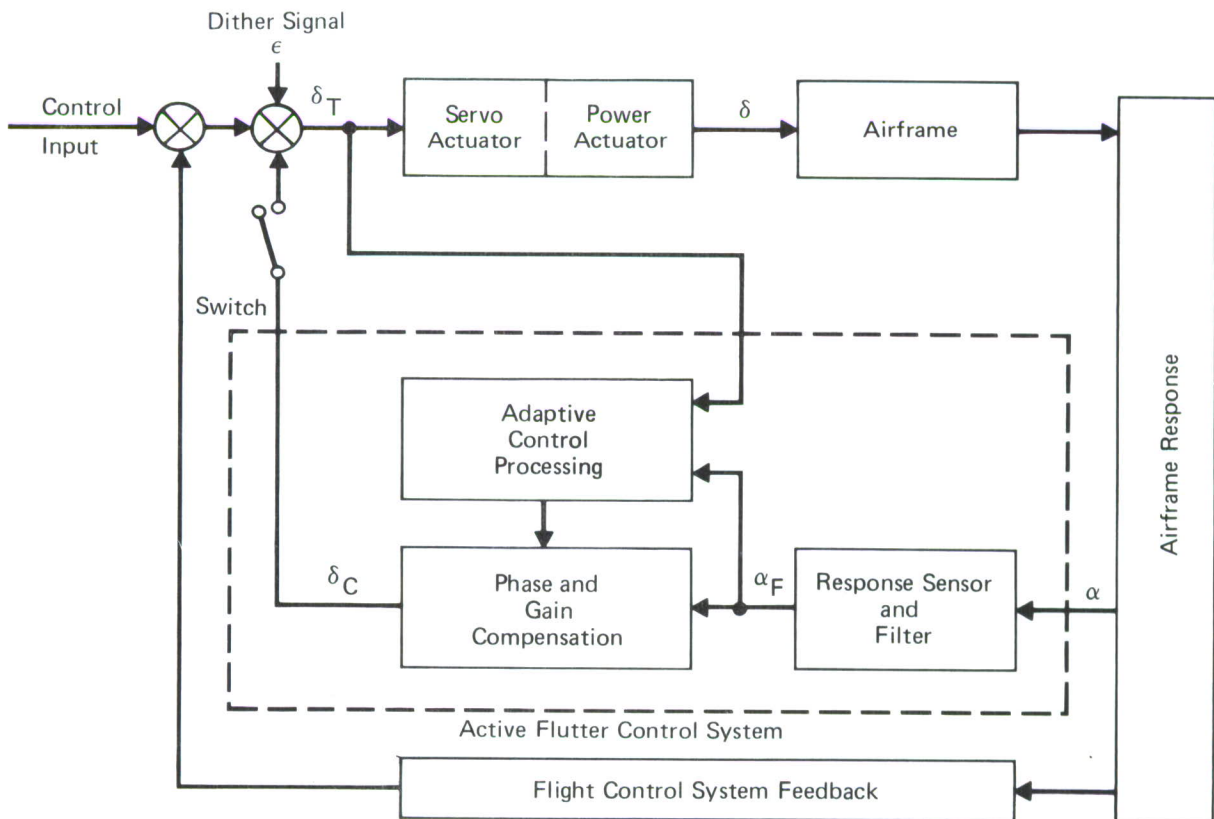 Dither Signal
ϵ
Control
Input
δT
Servo
Actuator
Power
Actuator
δ
Airframe
Switch
Adaptive
Control
Processing
δC
Phase and
Gain
Compensation
αF
Response Sensor
and
Filter
α
Airframe Response
Active Flutter Control System
Flight Control System Feedback